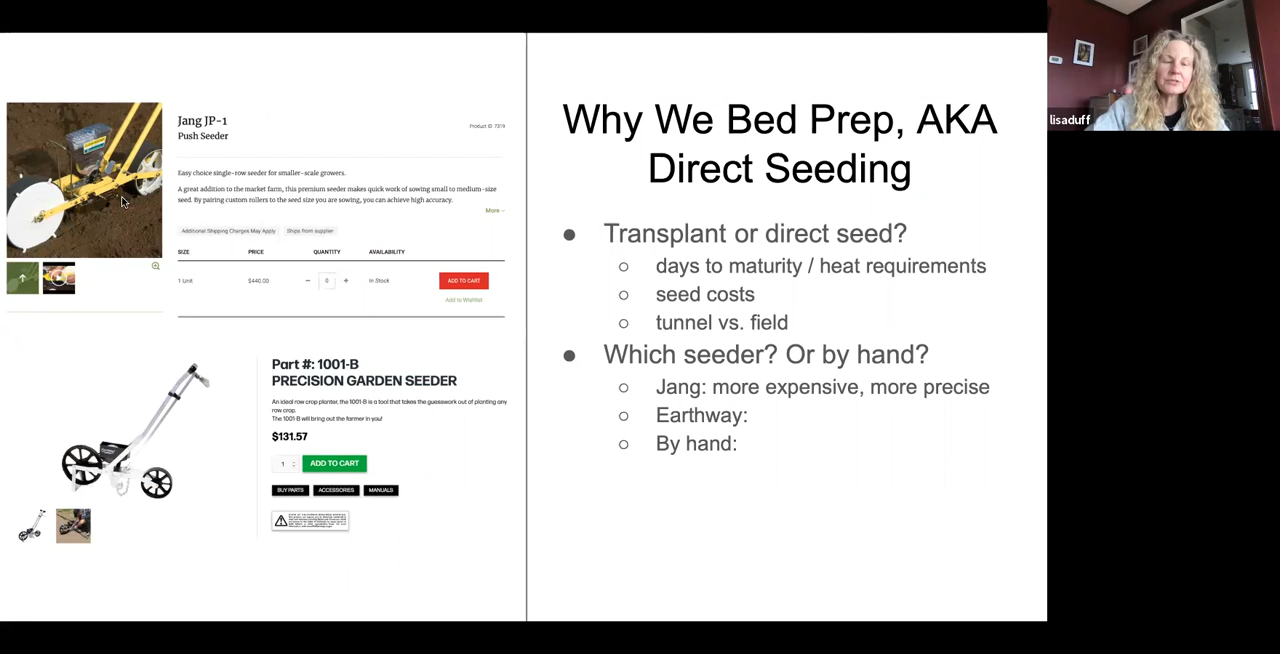 Jang JP-1
Push Seeder
Product ID 7319
Easy choice single-row seeder for smaller-scale growers.
A great addition to the market farm, this premium seeder makes quick work of sowing small to medium-size
seed. By pairing custom rollers to the seed size you are sowing, you can achieve high accuracy.
More
Additional Shipping Charges May Apply
Ships from supplier
SIZE PRICE QUANTITY AVAILABILITY
1 Unit $440.00 − 0 + In Stock ADD TO CART
Add to Wishlist
Part #: 1001-B
PRECISION GARDEN SEEDER
An ideal row crop planter, the 1001-B is a tool that takes the guesswork out of planting any
row crop.
The 1001-B will bring out the farmer in you!
$131.57
1 ADD TO CART
BUY PARTS ACCESSORIES MANUALS
Why We Bed Prep, AKA
Direct Seeding
● Transplant or direct seed?
○ days to maturity / heat requirements
○ seed costs
○ tunnel vs. field
● Which seeder? Or by hand?
○ Jang: more expensive, more precise
○ Earthway:
○ By hand:
lisaduff